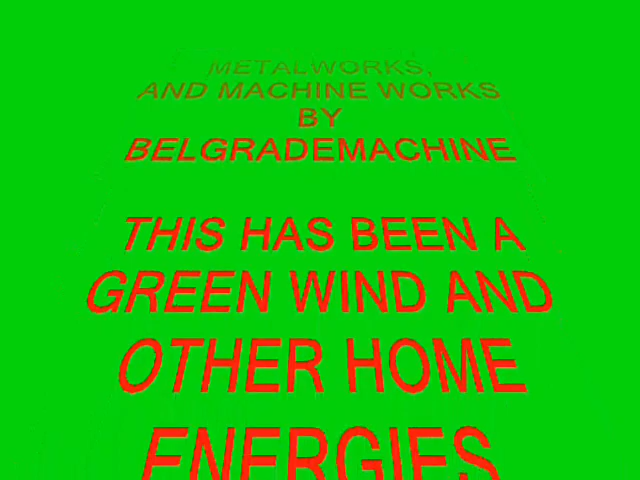 METALWORKS,
AND MACHINE WORKS
BY
BELGRADEMACHINE
THIS HAS BEEN A
GREEN WIND AND
OTHER HOME
ENERGIES